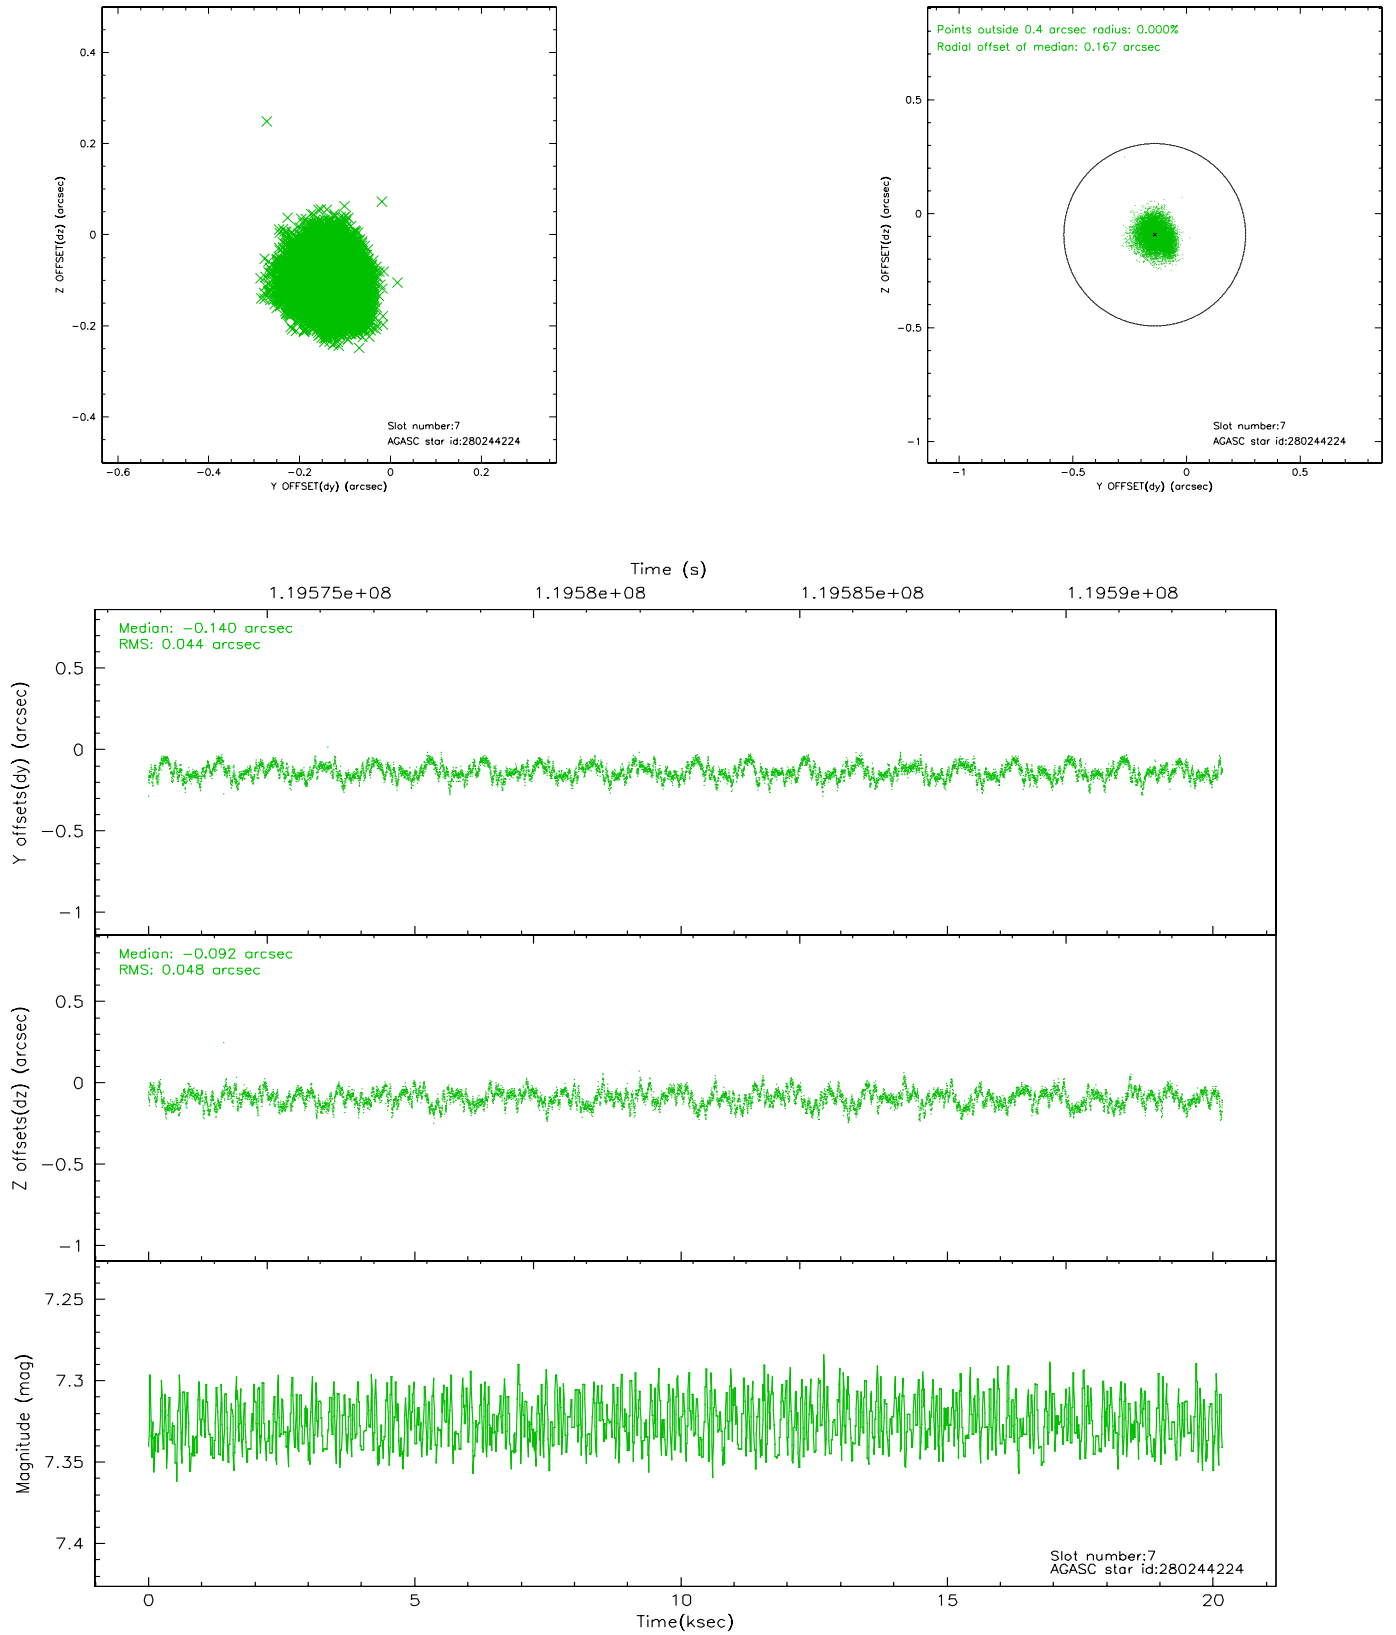 0.4
0.2
0
-0.2
-0.4
Z OFFSET(dz) (arcsec)
Slot number:7
AGASC star id:280244224
-0.6 -0.4 -0.2 0 0.2
Y OFFSET(dy) (arcsec)
Points outside 0.4 arcsec radius: 0.000%
Radial offset of median: 0.167 arcsec
0.5
0
-0.5
-1
Z OFFSET(dz) (arcsec)
Slot number:7
AGASC star id:280244224
-1 -0.5 0 0.5
Y OFFSET(dy) (arcsec)
Time (s)
1.19575e+08 1.1958e+08 1.19585e+08 1.1959e+08
Median: -0.140 arcsec
RMS: 0.044 arcsec
0.5
0
-0.5
-1
Y offsets(dy) (arcsec)
Median: -0.092 arcsec
RMS: 0.048 arcsec
0.5
0
-0.5
-1
Z offsets(dz) (arcsec)
7.25
7.3
7.35
7.4
Magnitude (mag)
Slot number:7
AGASC star id:280244224
0 5 10 15 20
Time(ksec)